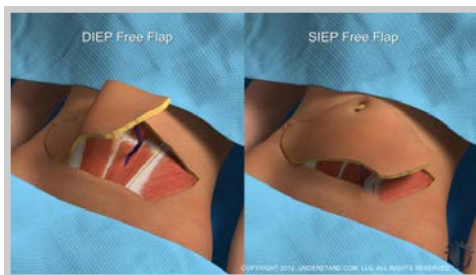 DIEP Free Flap
SIEP Free Flap
COPYRIGHT 2012, UNDERSTAND.COM, LLC, ALL RIGHTS RESERVED.